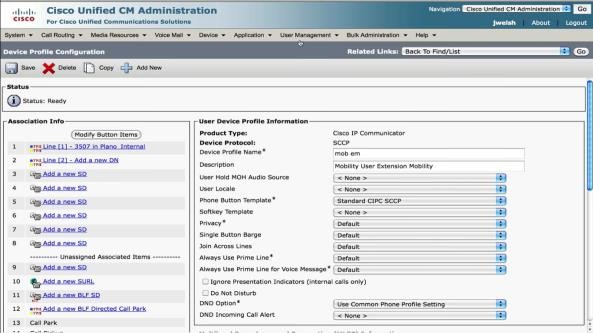 cisco
Cisco Unified CM Administration
For Cisco Unified Communications Solutions
Navigation Cisco Unified CM Administration Go
jwelsh About Logout
System Call Routing Media Resources Voice Mail Device Application User Management Bulk Administration Help
Device Profile Configuration
Related Links: Back To Find/List Go
Save Delete Copy Add New
Status
Status: Ready
Association Info
Modify Button Items
1 Line [1] - 3507 in Plano_Internal
2 Line [2] - Add a new DN
3 Add a new SD
4 Add a new SD
5 Add a new SD
6 Add a new SD
7 Add a new SD
8 Add a new SD
---------- Unassigned Associated Items ----------
9 Add a new SD
10 Add a new SURL
11 Add a new BLF SD
12 Add a new BLF Directed Call Park
13 Call Park
User Device Profile Information
Product Type: Cisco IP Communicator
Device Protocol: SCCP
Device Profile Name* mob em
Description Mobility User Extension Mobility
User Hold MOH Audio Source < None >
User Locale < None >
Phone Button Template* Standard CIPC SCCP
Softkey Template < None >
Privacy* Default
Single Button Barge Default
Join Across Lines Default
Always Use Prime Line* Default
Always Use Prime Line for Voice Message* Default
Ignore Presentation Indicators (internal calls only)
Do Not Disturb
DND Option* Use Common Phone Profile Setting
DND Incoming Call Alert < None >